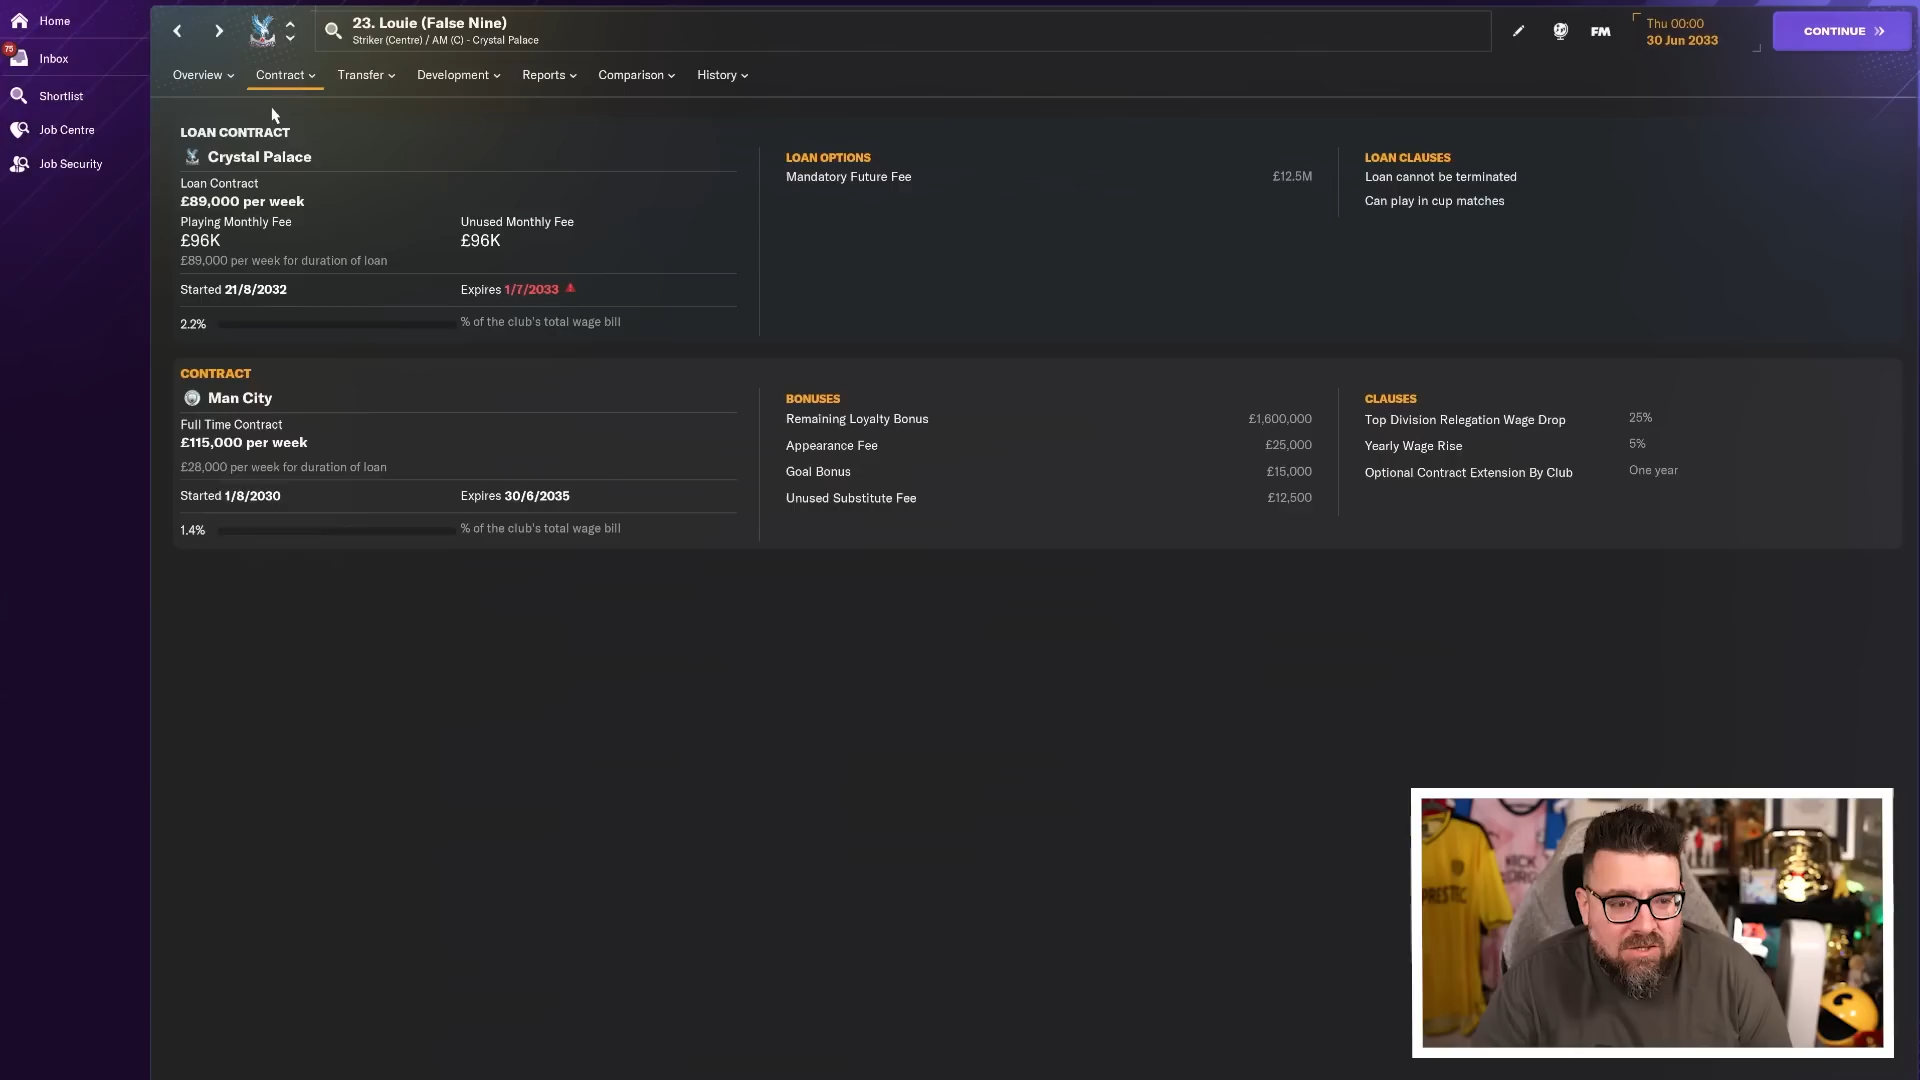 Home
75
Inbox
Shortlist
Job Centre
Job Security
23. Louie (False Nine)
Striker (Centre) / AM (C) - Crystal Palace
FM
Thu 00:00
30 Jun 2033
CONTINUE
Overview
Contract
Transfer
Development
Reports
Comparison
History
LOAN CONTRACT
Crystal Palace
Loan Contract
£89,000 per week
Playing Monthly Fee
Unused Monthly Fee
£96K
£96K
£89,000 per week for duration of loan
Started 21/8/2032
Expires 1/7/2033
2.2%
% of the club's total wage bill
LOAN OPTIONS
Mandatory Future Fee
£12.5M
LOAN CLAUSES
Loan cannot be terminated
Can play in cup matches
CONTRACT
Man City
Full Time Contract
£115,000 per week
£28,000 per week for duration of loan
Started 1/8/2030
Expires 30/6/2035
1.4%
% of the club's total wage bill
BONUSES
Remaining Loyalty Bonus
£1,600,000
Appearance Fee
£25,000
Goal Bonus
£15,000
Unused Substitute Fee
£12,500
CLAUSES
Top Division Relegation Wage Drop
25%
Yearly Wage Rise
5%
Optional Contract Extension By Club
One year